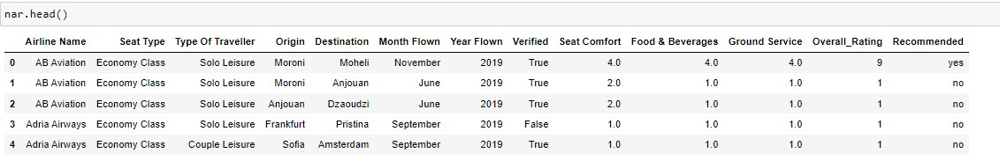 nar.head()
Airline Name Seat Type Type Of Traveller Origin Destination Month Flown Year Flown Verified Seat Comfort Food & Beverages Ground Service Overall_Rating Recommended
0 AB Aviation Economy Class Solo Leisure Moroni Moheli November 2019 True 4.0 4.0 4.0 9 yes
1 AB Aviation Economy Class Solo Leisure Moroni Anjouan June 2019 True 2.0 1.0 1.0 1 no
2 AB Aviation Economy Class Solo Leisure Anjouan Dzaoudzi June 2019 True 2.0 1.0 1.0 1 no
3 Adria Airways Economy Class Solo Leisure Frankfurt Pristina September 2019 False 1.0 1.0 1.0 1 no
4 Adria Airways Economy Class Couple Leisure Sofia Amsterdam September 2019 True 1.0 1.0 1.0 1 no